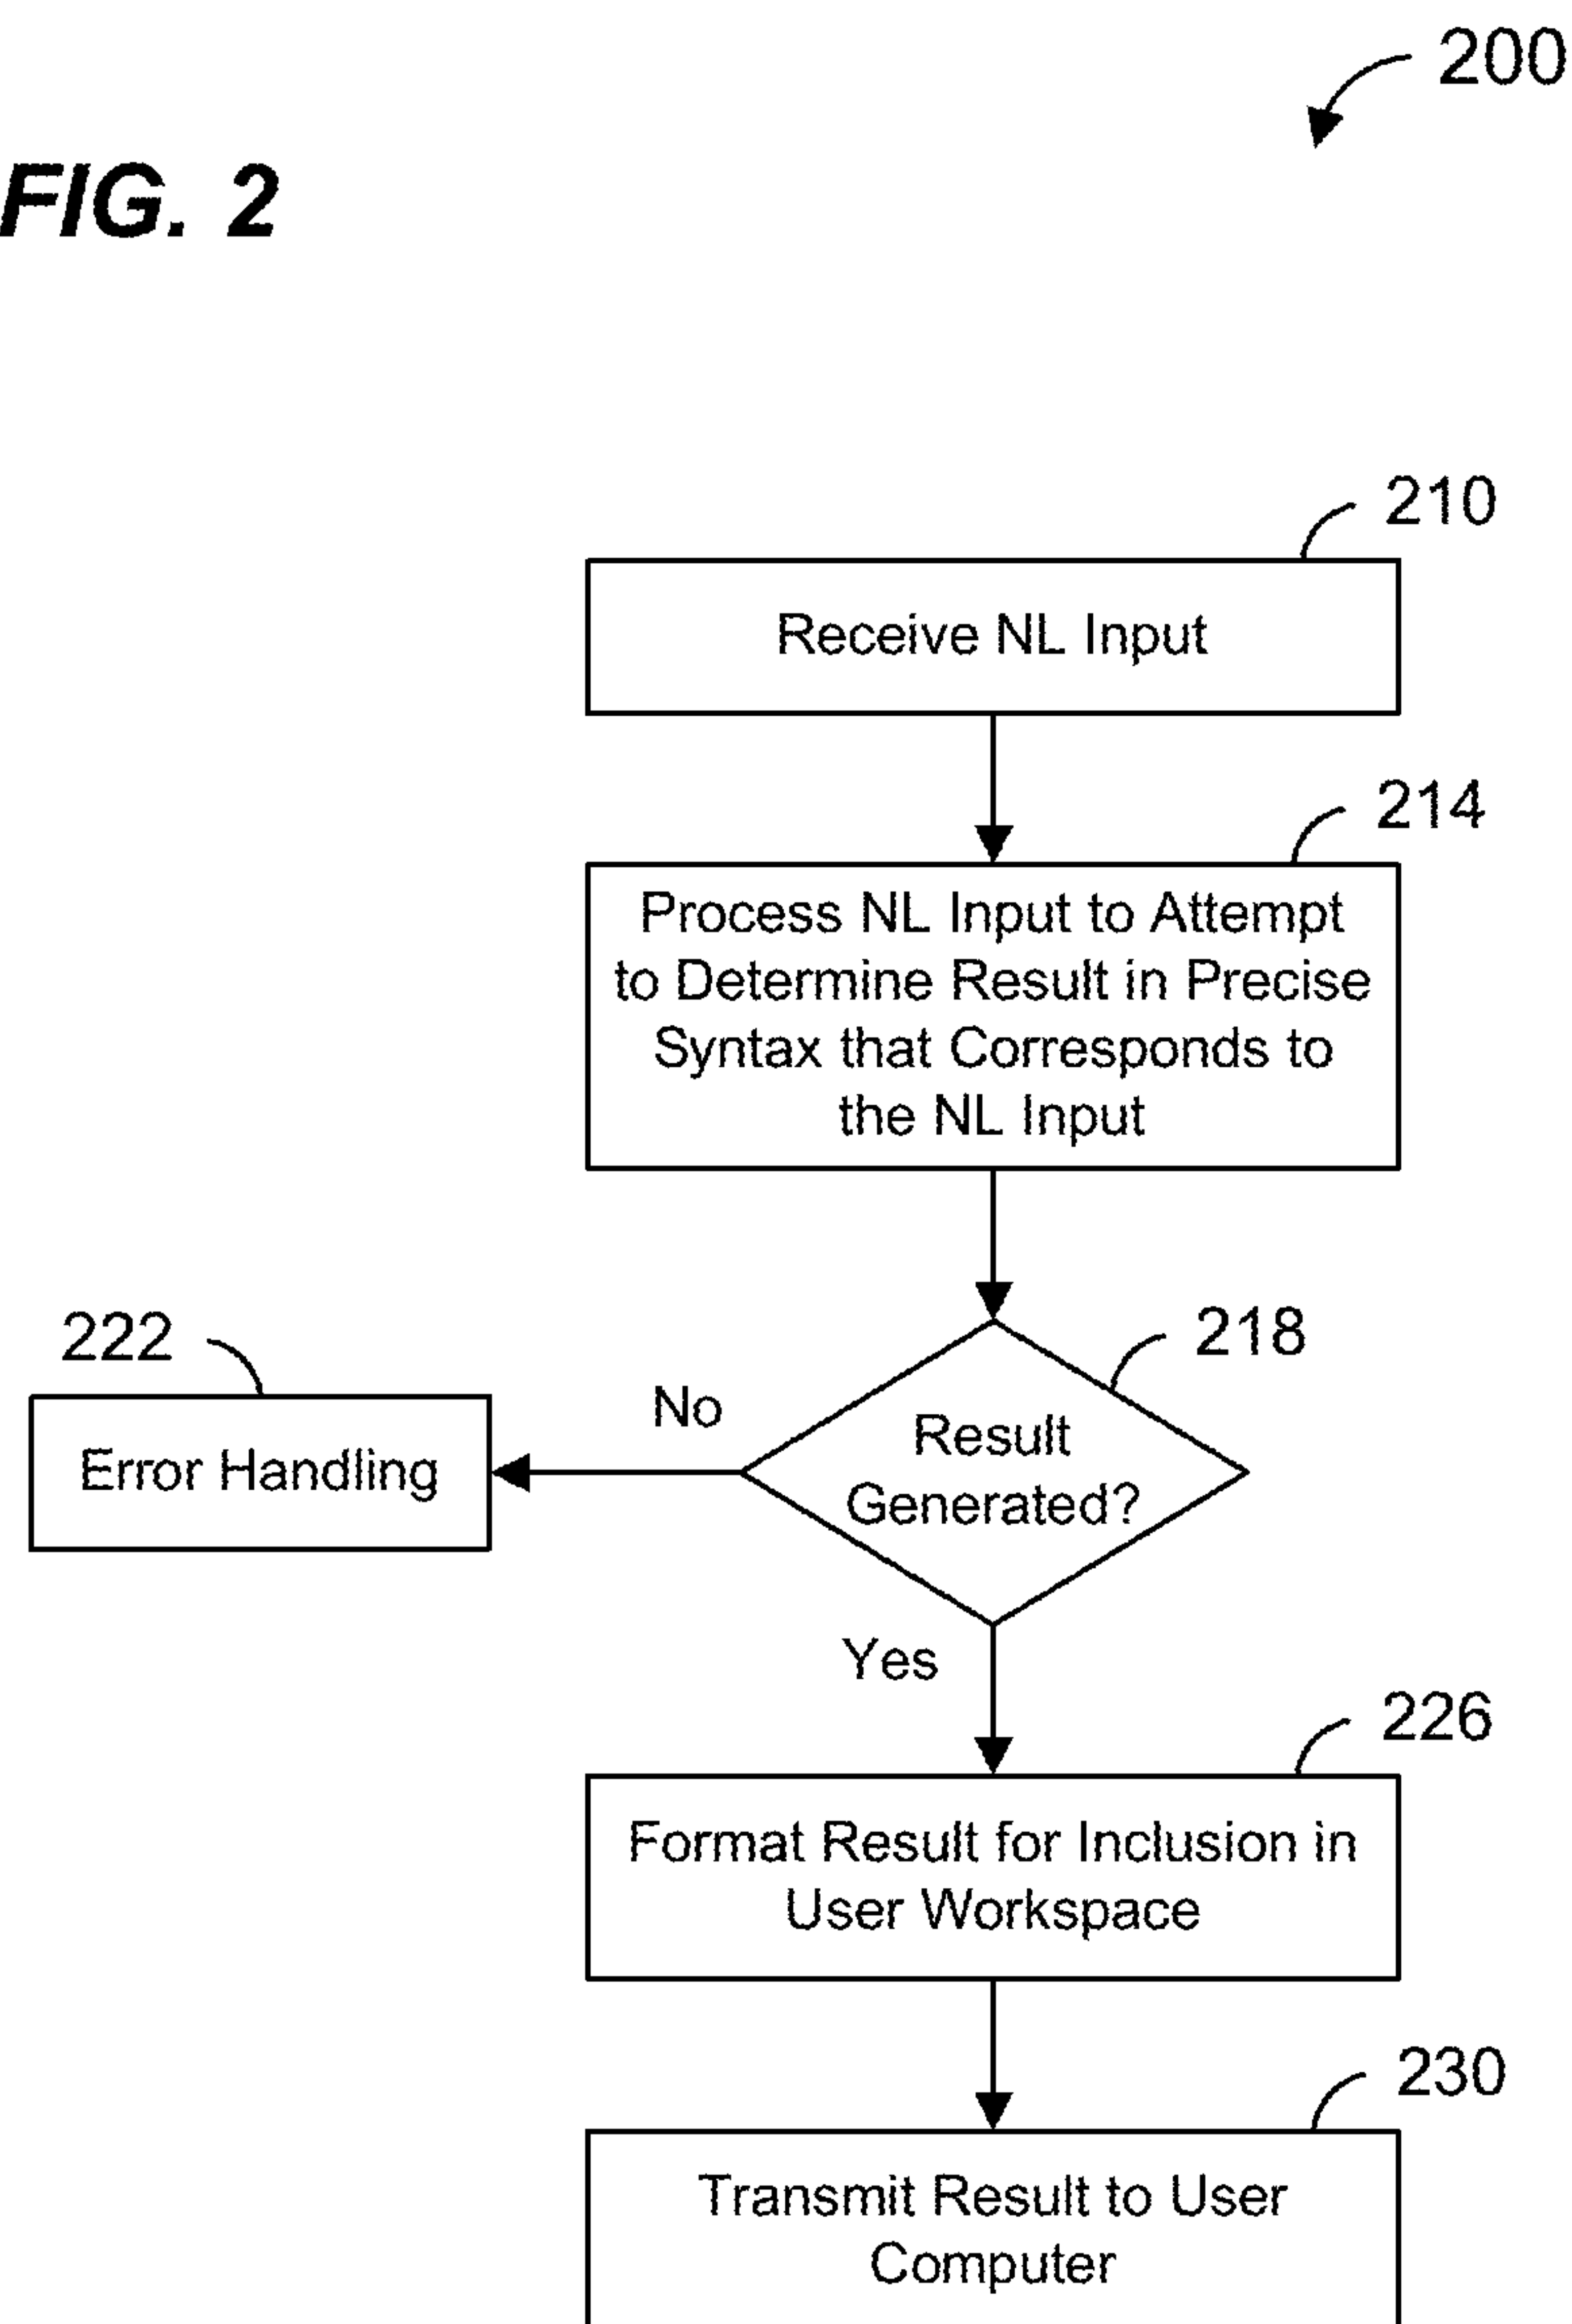 200
FIG. 2
210
Receive NL Input
214
Process NL Input to Attempt
to Determine Result in Precise
Syntax that Corresponds to
the NL Input
222
218
No
Result
Generated?
Error Handling
Yes
226
Format Result for Inclusion in
User Workspace
230
Transmit Result to User
Computer